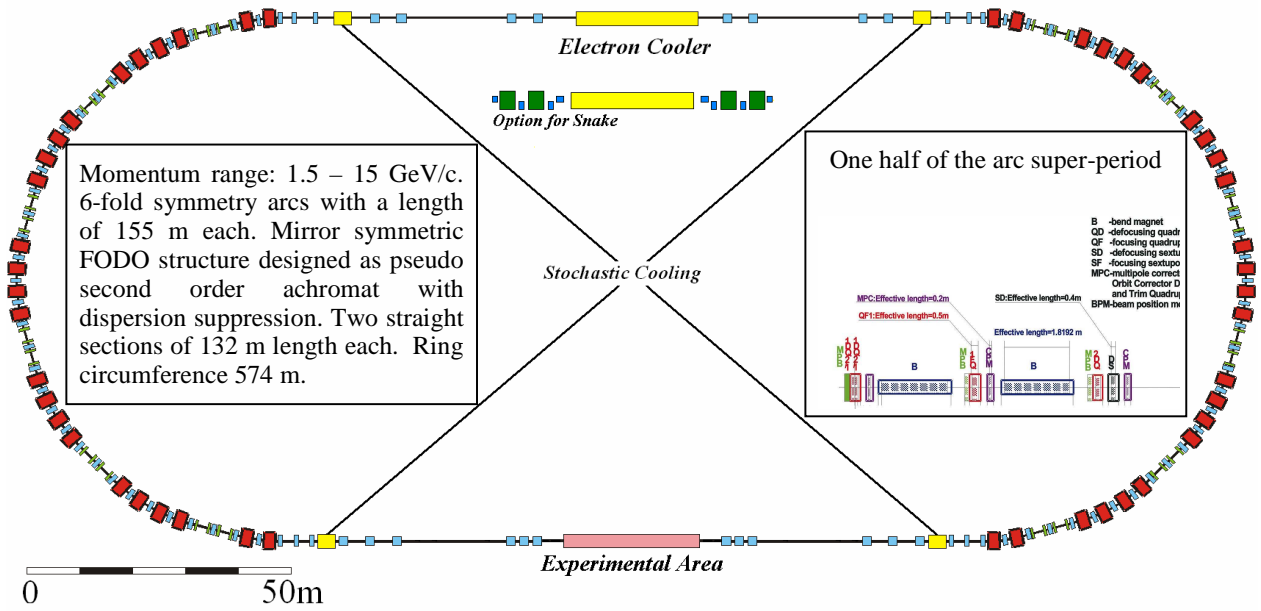 Electron Cooler
Option for Snake
Momentum range: 1.5 – 15 GeV/c.
6-fold symmetry arcs with a length
of 155 m each. Mirror symmetric
FODO structure designed as pseudo
second order achromat with
dispersion suppression. Two straight
sections of 132 m length each. Ring
circumference 574 m.
One half of the arc super-period
B -bend magnet
QD -defocusing quadr
QF -focusing quadrup
SD -defocusing sextu
SF -focusing sextupo
MPC-multipole correct
Orbit Corrector D
and Trim Quadru
BPM-beam position m
Stochastic Cooling
MPC:Effective length=0.2m
SD:Effective length=0.4m
QF1:Effective length=0.5m
Effective length=1.8192 m
B
B
Experimental Area
0 50m